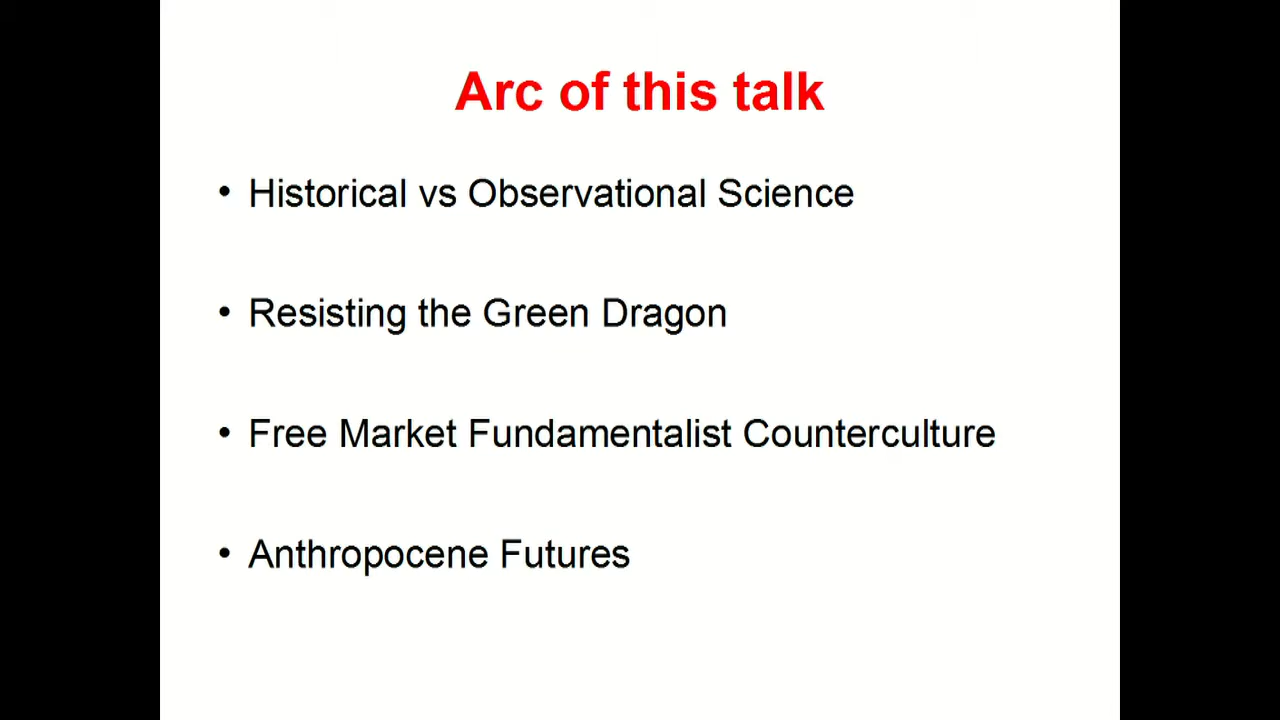 Arc of this talk
• Historical vs Observational Science
• Resisting the Green Dragon
• Free Market Fundamentalist Counterculture
• Anthropocene Futures